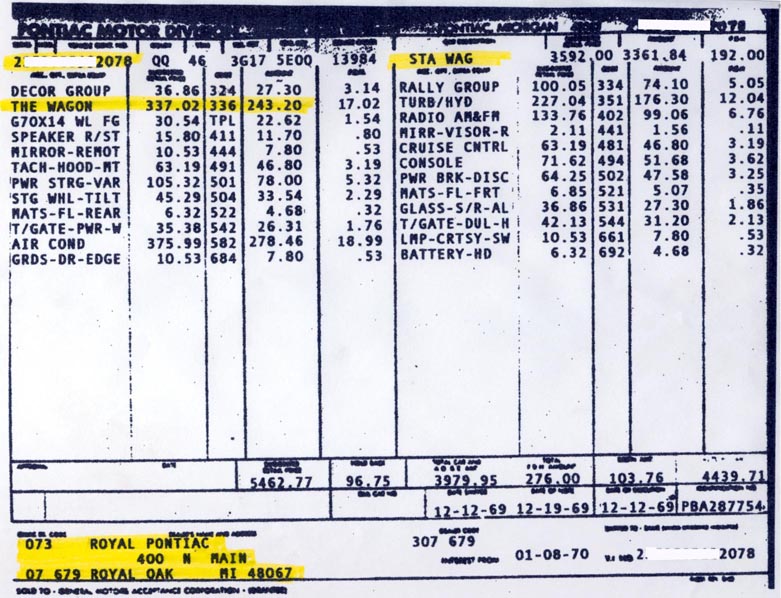 PONTIAC MOTOR DIVISION PONTIAC, MICHIGAN 2078
2 2078 QQ 46 3G17 5E0Q 13984 STA WAG 3592.00 3361.84 192.00
DECOR GROUP 36.86 324 27.30 3.14 RALLY GROUP 100.05 334 74.10 5.05
THE WAGON 337.02 336 243.20 17.02 TURB/HYD 227.04 351 176.30 12.04
G70X14 WL FG 30.54 TPL 22.62 1.54 RADIO AM&FM 133.76 402 99.06 6.76
SPEAKER R/ST 15.80 411 11.70 .80 MIRR-VISOR-R 2.11 441 1.56 .11
MIRROR-REMOT 10.53 444 7.80 .53 CRUISE CNTRL 63.19 481 46.80 3.19
TACH-HOOD-MT 63.19 491 46.80 3.19 CONSOLE 71.62 494 51.68 3.62
PWR STRG-VAR 105.32 501 78.00 5.32 PWR BRK-DISC 64.25 502 47.58 3.25
STG WHL-TILT 45.29 504 33.54 2.29 MATS-FL-FRT 6.85 521 5.07 .35
MATS-FL-REAR 6.32 522 4.68 .32 GLASS-S/R-AL 36.86 531 27.30 1.86
T/GATE-PWR-W 35.38 542 26.31 1.76 T/GATE-DUL-H 42.13 544 31.20 2.13
AIR COND 375.99 582 278.46 18.99 LMP-CRTSY-SW 10.53 661 7.80 .53
GRDS-DR-EDGE 10.53 684 7.80 .53 BATTERY-HD 6.32 692 4.68 .32
5462.77 96.75 3979.95 276.00 103.76 4439.71
12-12-69 12-19-69 12-12-69 PBA287754
073 ROYAL PONTIAC 307 679
400 N MAIN INTEREST FROM 01-08-70 2 2078
07 679 ROYAL OAK MI 48067
SOLD TO - GENERAL MOTORS ACCEPTANCE CORPORATION - (GRANTEE)